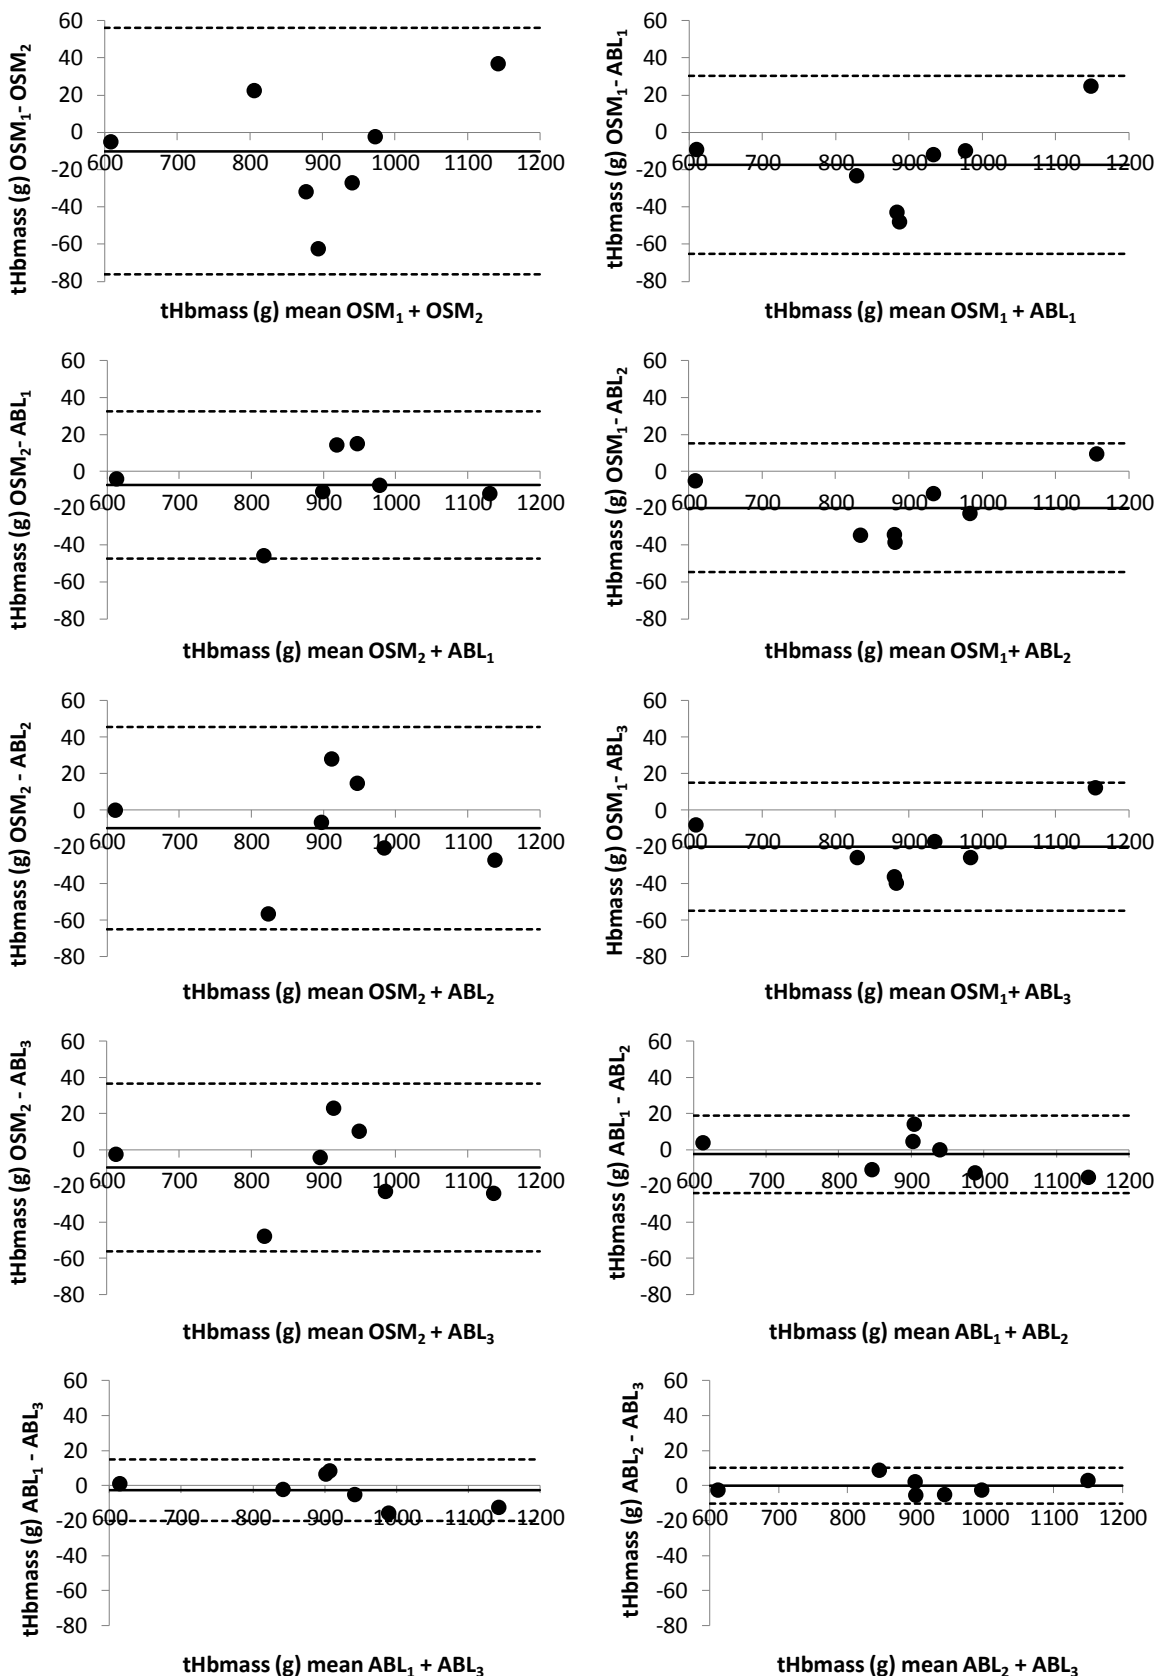 60
40
20
0
-20
-40
-60
-80
600 700 800 900 1000 1100 1200
tHbmass (g) OSM₁- OSM₂
tHbmass (g) mean OSM₁ + OSM₂
60
40
20
0
-20
-40
-60
-80
600 700 800 900 1000 1100 1200
tHbmass (g) OSM₁- ABL₁
tHbmass (g) mean OSM₁ + ABL₁
60
40
20
0
-20
-40
-60
-80
600 700 800 900 1000 1100 1200
tHbmass (g) OSM₂- ABL₁
tHbmass (g) mean OSM₂ + ABL₁
60
40
20
0
-20
-40
-60
-80
600 700 800 900 1000 1100 1200
tHbmass (g) OSM₁- ABL₂
tHbmass (g) mean OSM₁+ ABL₂
60
40
20
0
-20
-40
-60
-80
600 700 800 900 1000 1100 1200
tHbmass (g) OSM₂ - ABL₂
tHbmass (g) mean OSM₂ + ABL₂
60
40
20
0
-20
-40
-60
-80
600 700 800 900 1000 1100 1200
Hbmass (g) OSM₁- ABL₃
tHbmass (g) mean OSM₁+ ABL₃
60
40
20
0
-20
-40
-60
-80
600 700 800 900 1000 1100 1200
tHbmass (g) OSM₂ - ABL₃
tHbmass (g) mean OSM₂ + ABL₃
60
40
20
0
-20
-40
-60
-80
600 700 800 900 1000 1100 1200
tHbmass (g) ABL₁ - ABL₂
tHbmass (g) mean ABL₁ + ABL₂
60
40
20
0
-20
-40
-60
-80
600 700 800 900 1000 1100 1200
tHbmass (g) ABL₁ - ABL₃
tHbmass (g) mean ABL₁ + ABL₃
60
40
20
0
-20
-40
-60
-80
600 700 800 900 1000 1100 1200
tHbmass (g) ABL₂ - ABL₃
tHbmass (g) mean ABL₂ + ABL₃